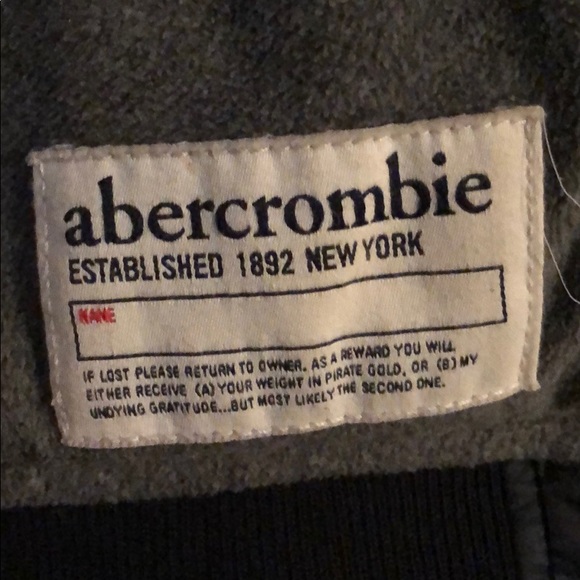 abercrombie
ESTABLISHED 1892 NEW YORK
NAME
IF LOST PLEASE RETURN TO OWNER. AS A REWARD YOU WILL
EITHER RECEIVE (A) YOUR WEIGHT IN PIRATE GOLD, OR (B) MY
UNDYING GRATITUDE...BUT MOST LIKELY THE SECOND ONE.